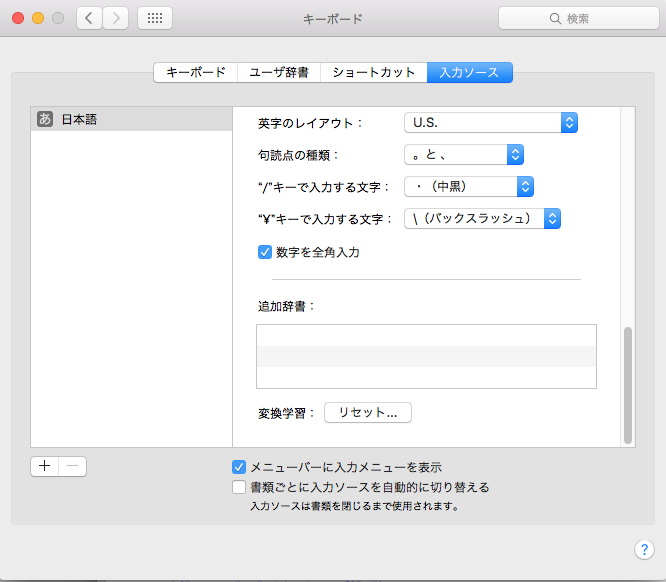 キーボード
検索
キーボード ユーザ辞書 ショートカット 入力ソース
あ 日本語
英字のレイアウト： U.S.
句読点の種類： 。と、
“/”キーで入力する文字： ・（中黒）
“¥”キーで入力する文字： \（バックスラッシュ）
数字を全角入力
追加辞書：
変換学習： リセット...
メニューバーに入力メニューを表示
書類ごとに入力ソースを自動的に切り替える
入力ソースは書類を閉じるまで使用されます。
?